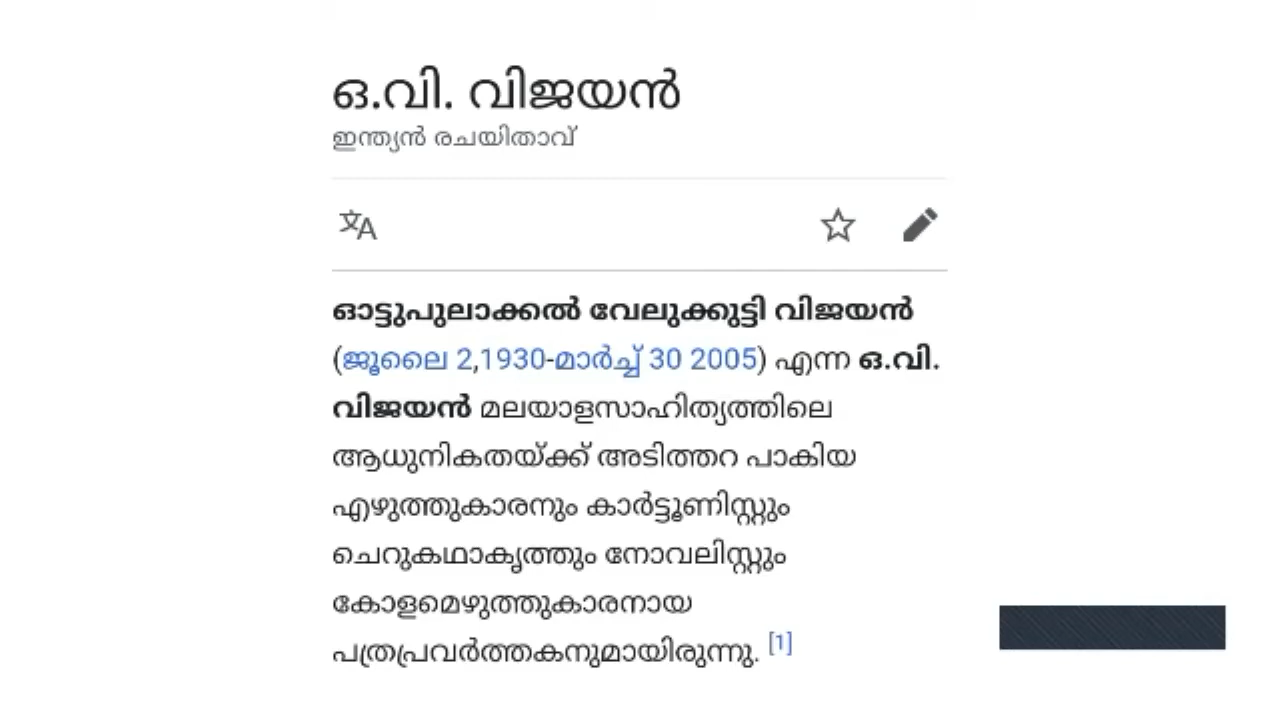 ഒ.വി. വിജയൻ
ഇന്ത്യൻ രചയിതാവ്
ഓട്ടുപുലാക്കൽ വേലുക്കുട്ടി വിജയൻ
(ജൂലൈ 2,1930-മാർച്ച് 30 2005) എന്ന ഒ.വി.
വിജയൻ മലയാളസാഹിത്യത്തിലെ
ആധുനികതയ്ക്ക് അടിത്തറ പാകിയ
എഴുത്തുകാരനും കാർട്ടൂണിസ്റ്റും
ചെറുകഥാകൃത്തും നോവലിസ്റ്റും
കോളമെഴുത്തുകാരനായ
പത്രപ്രവർത്തകനുമായിരുന്നു. [1]